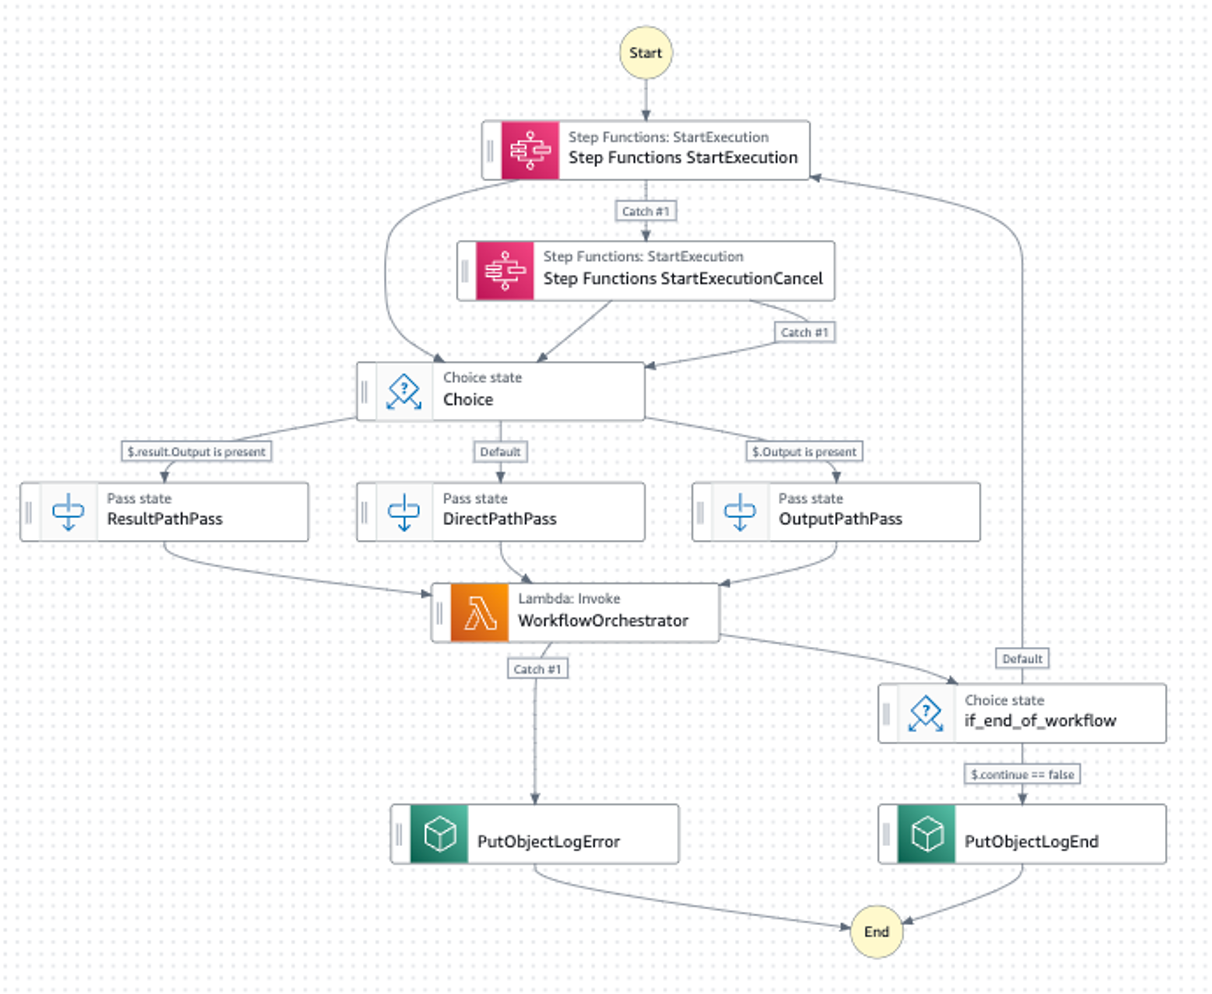 Start
Step Functions: StartExecution
Step Functions StartExecution
Catch #1
Step Functions: StartExecution
Step Functions StartExecutionCancel
Catch #1
Choice state
Choice
$.result.Output is present
Default
$.Output is present
Pass state
ResultPathPass
Pass state
DirectPathPass
Pass state
OutputPathPass
Lambda: Invoke
WorkflowOrchestrator
Catch #1
Default
Choice state
if_end_of_workflow
$.continue == false
PutObjectLogError
PutObjectLogEnd
End